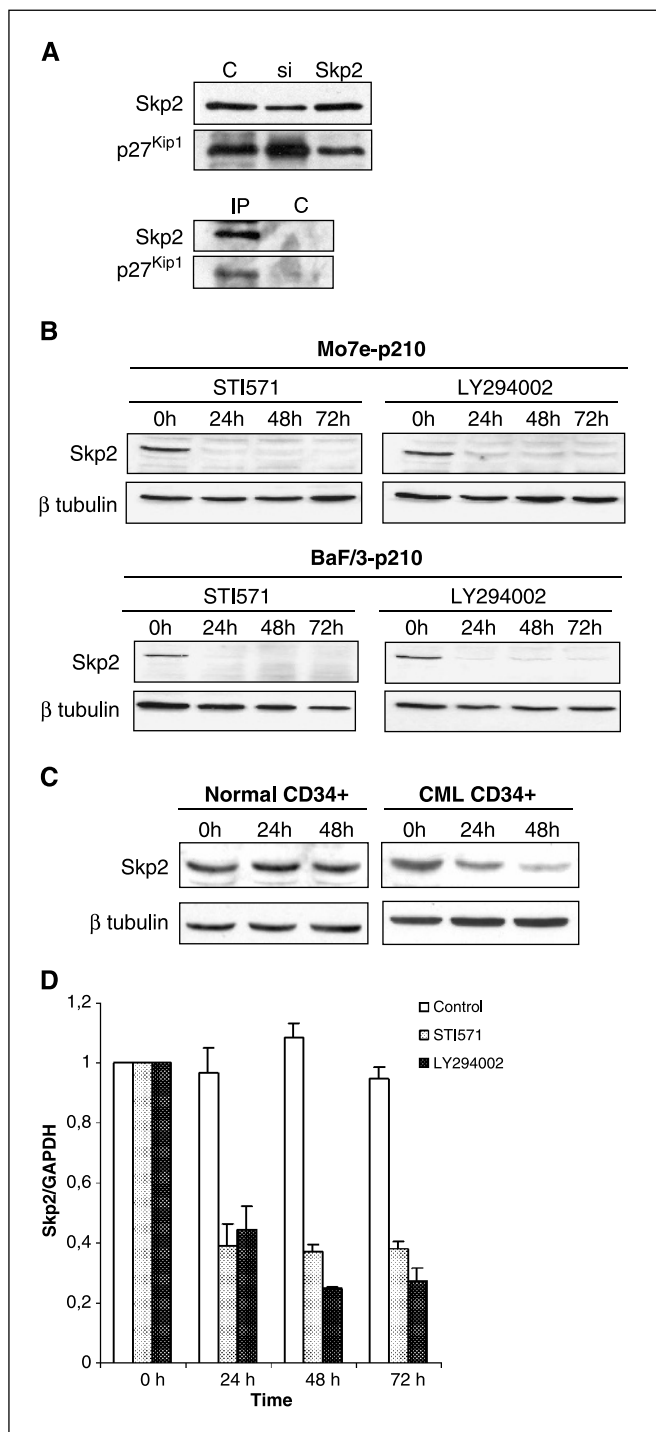 A
C si Skp2
Skp2
p27Kip1
IP C
Skp2
p27Kip1
B
Mo7e-p210
STI571 LY294002
0h 24h 48h 72h 0h 24h 48h 72h
Skp2
β tubulin
BaF/3-p210
STI571 LY294002
0h 24h 48h 72h 0h 24h 48h 72h
Skp2
β tubulin
C
Normal CD34+ CML CD34+
0h 24h 48h 0h 24h 48h
Skp2
β tubulin
D
1,2
1
0,8
0,6
0,4
0,2
0
Skp2/GAPDH
Control
STI571
LY294002
0 h 24 h 48 h 72 h
Time